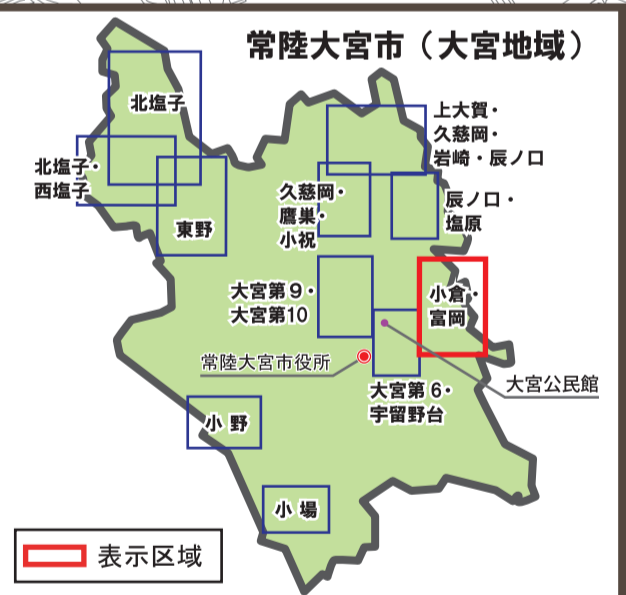 常陸大宮市（大宮地域）
北塩子
北塩子・
西塩子
東野
上大賀・
久慈岡・
岩崎・辰ノ口
久慈岡・
鷹巣・
小祝
辰ノ口・
塩原
大宮第９・
大宮第10
小倉・
富岡
常陸大宮市役所
大宮公民館
大宮第６・
宇留野台
小 野
小 場
表示区域